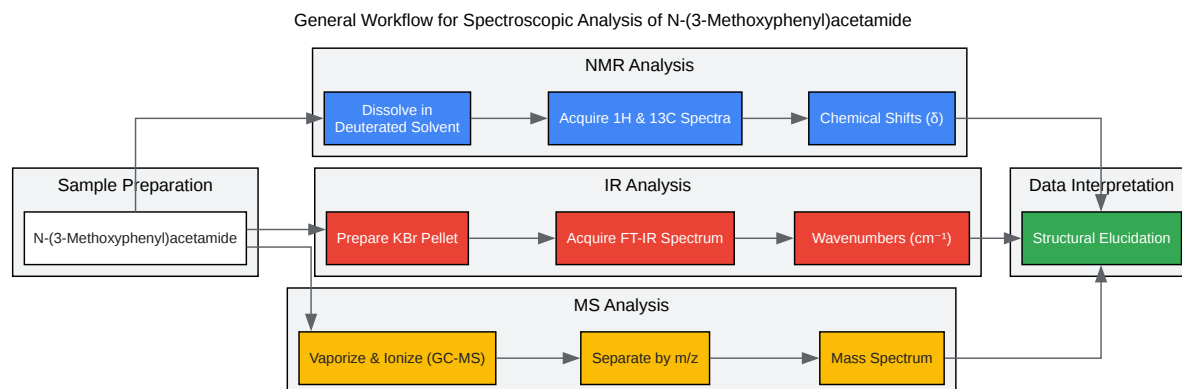 General Workflow for Spectroscopic Analysis of N-(3-Methoxyphenyl)acetamide
NMR Analysis
Dissolve in
Deuterated Solvent
Acquire 1H & 13C Spectra
Chemical Shifts (δ)
Sample Preparation
N-(3-Methoxyphenyl)acetamide
IR Analysis
Prepare KBr Pellet
Acquire FT-IR Spectrum
Wavenumbers (cm⁻¹)
Data Interpretation
Structural Elucidation
MS Analysis
Vaporize & Ionize (GC-MS)
Separate by m/z
Mass Spectrum